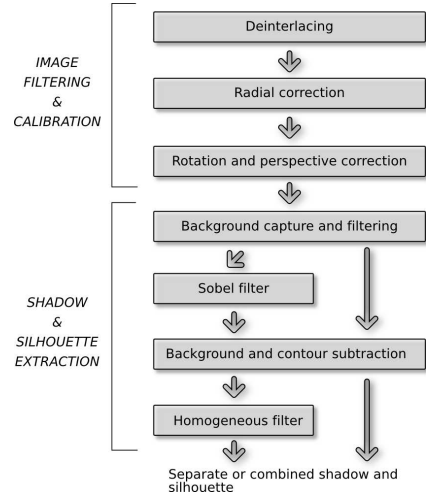 IMAGE
FILTERING
&
CALIBRATION
Deinterlacing
Radial correction
Rotation and perspective correction
SHADOW
&
SILHOUETTE
EXTRACTION
Background capture and filtering
Sobel filter
Background and contour subtraction
Homogeneous filter
Separate or combined shadow and
silhouette